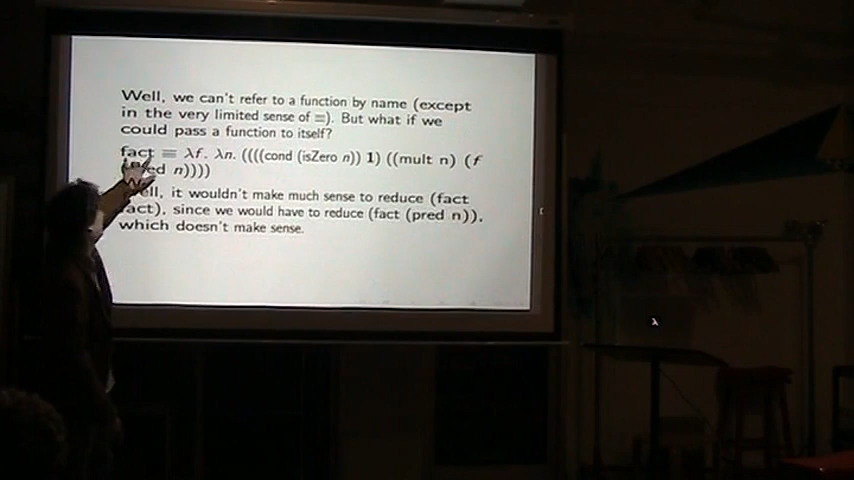 Well, we can't refer to a function by name (except
in the very limited sense of ≡). But what if we
could pass a function to itself?
fact ≡ λf. λn. ((((cond (isZero n)) 1) ((mult n) (f
n))))
it wouldn't make much sense to reduce (fact
since we would have to reduce (fact (pred n)),
which doesn't make sense.
λ